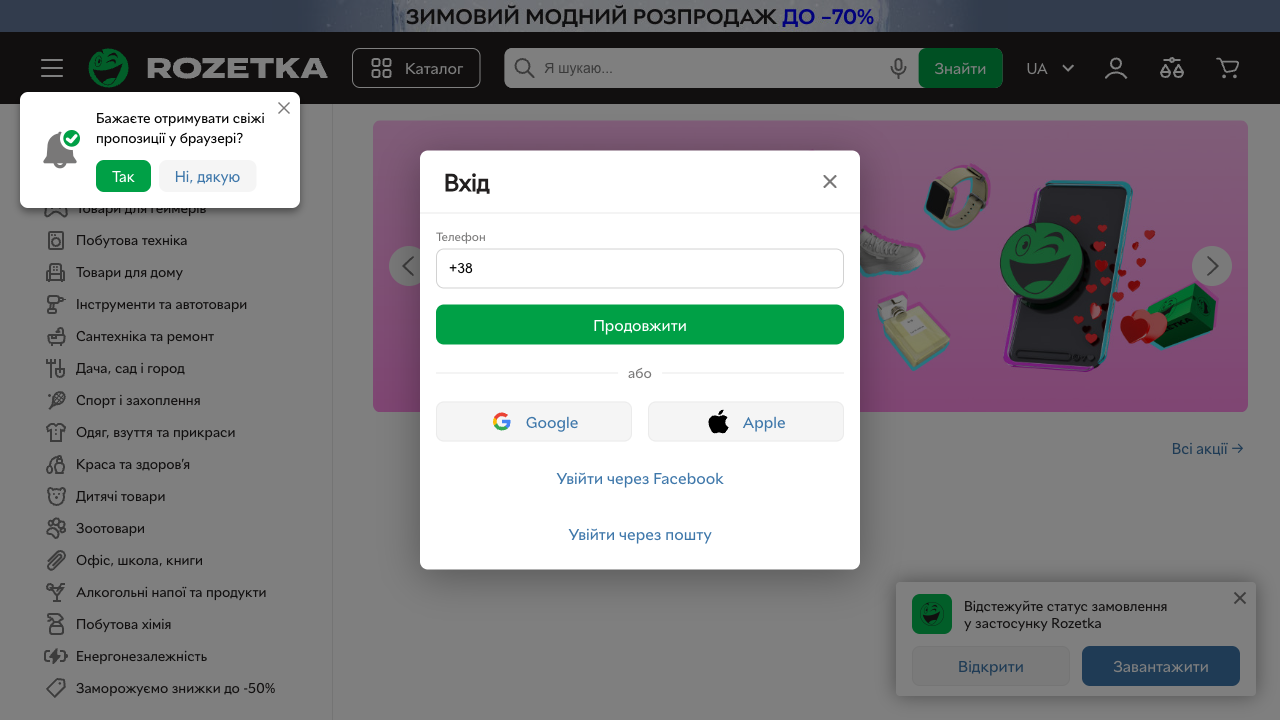 ЗИМОВИЙ МОДНИЙ РОЗПРОДАЖ ДО –70%
ROZETKA
Каталог
Я шукаю...
Знайти
UA
Бажаєте отримувати свіжі
пропозиції у браузері?
Так
Ні, дякую
Товари для геймерів
Побутова техніка
Товари для дому
Інструменти та автотовари
Сантехніка та ремонт
Дача, сад і город
Спорт і захоплення
Одяг, взуття та прикраси
Краса та здоров'я
Дитячі товари
Зоотовари
Офіс, школа, книги
Алкогольні напої та продукти
Побутова хімія
Енергонезалежність
Заморожуємо знижки до -50%
Вхід
Телефон
+38
Продовжити
або
Google
Apple
Увійти через Facebook
Увійти через пошту
Всі акції →
Відстежуйте статус замовлення
у застосунку Rozetka
Відкрити
Завантажити